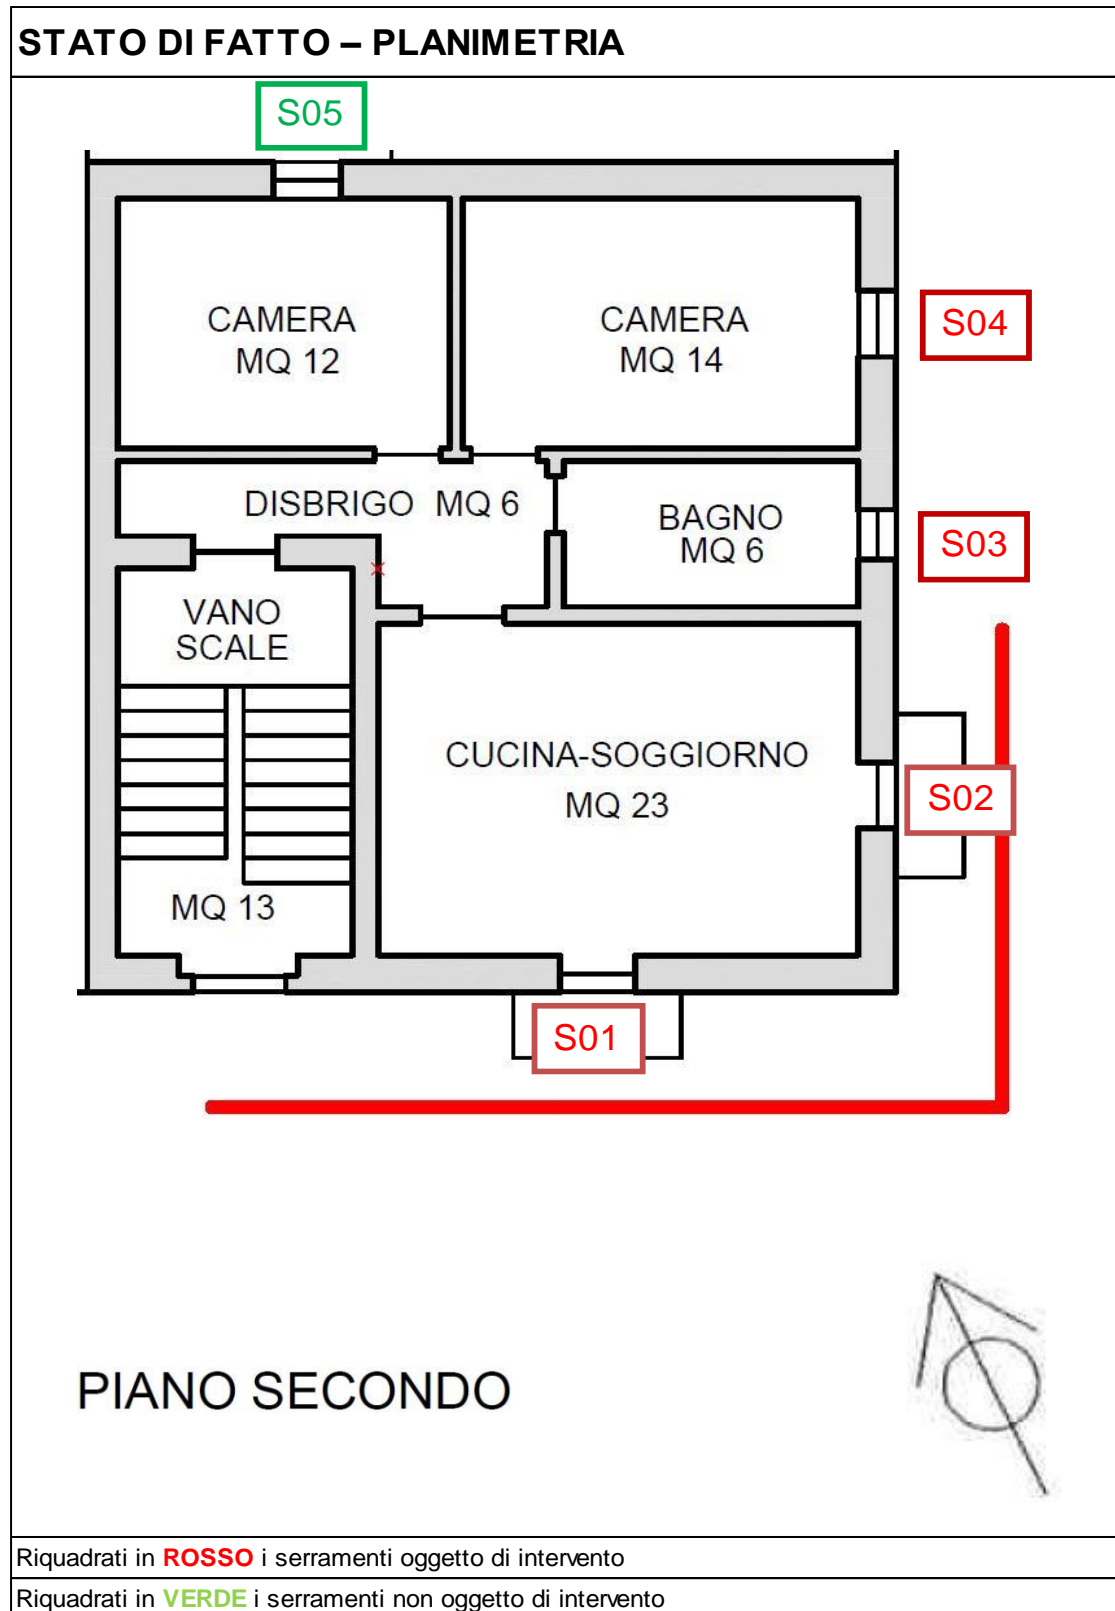 STATO DI FATTO – PLANIMETRIA
S05
CAMERA
MQ 12
CAMERA
MQ 14
S04
DISBRIGO MQ 6
BAGNO
MQ 6
S03
VANO
SCALE
CUCINA-SOGGIORNO
MQ 23
S02
MQ 13
S01
PIANO SECONDO
Riquadrati in ROSSO i serramenti oggetto di intervento
Riquadrati in VERDE i serramenti non oggetto di intervento